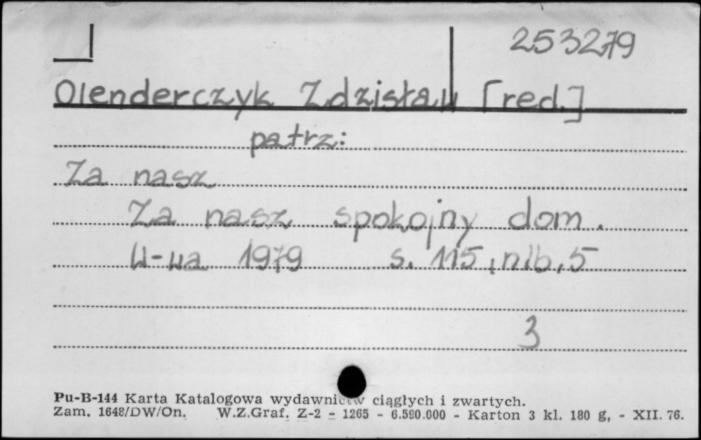 253279
Olenderczyk Zdzisław [red.]
patrz:
Za nasz
Za nasz spokojny dom.
W-wa 1979 s. 115, nlb. 5
3
Pu-B-144 Karta Katalogowa wydawnictw ciągłych i zwartych.
Zam. 1648/DW/On. W.Z.Graf. Z-2 - 1265 - 6.590.000 - Karton 3 kl. 180 g, - XII. 76.